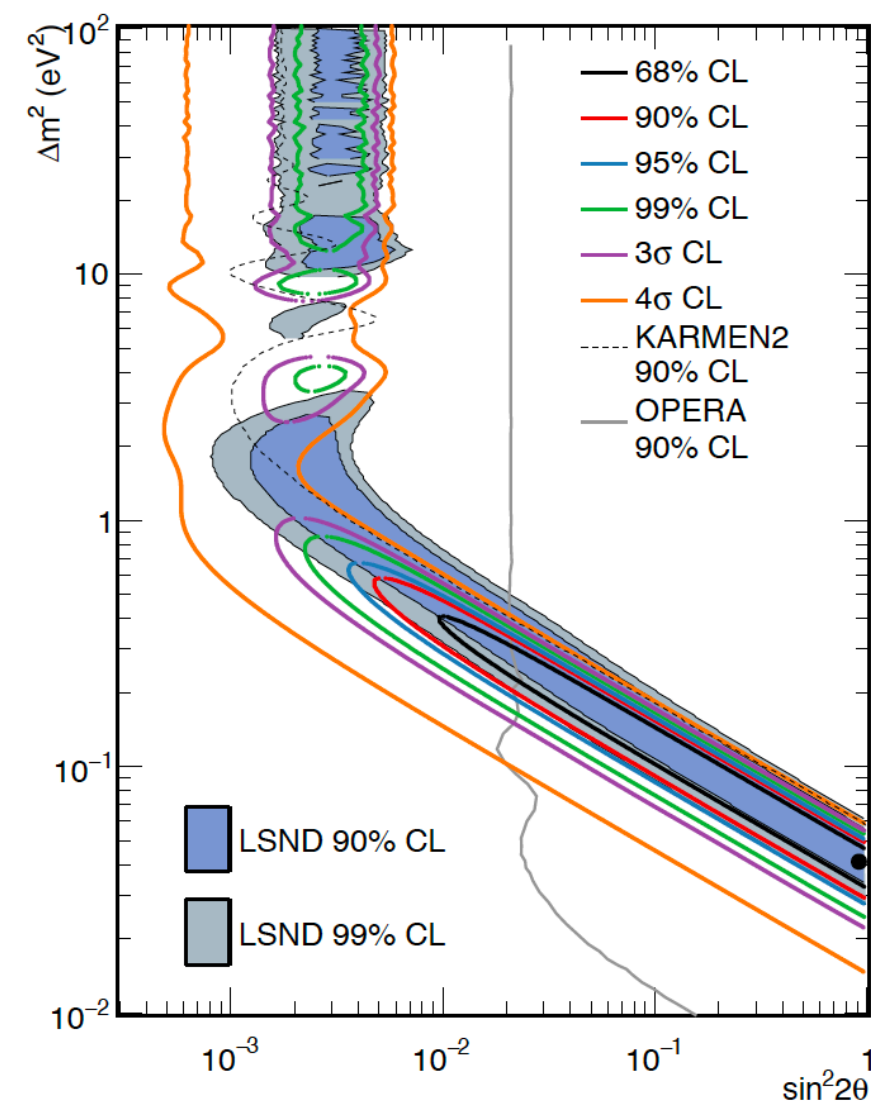 10²
Δm² (eV²)
10
1
10⁻¹
10⁻²
68% CL
90% CL
95% CL
99% CL
3σ CL
4σ CL
KARMEN2
90% CL
OPERA
90% CL
LSND 90% CL
LSND 99% CL
10⁻³
10⁻²
10⁻¹
1
sin²2θ